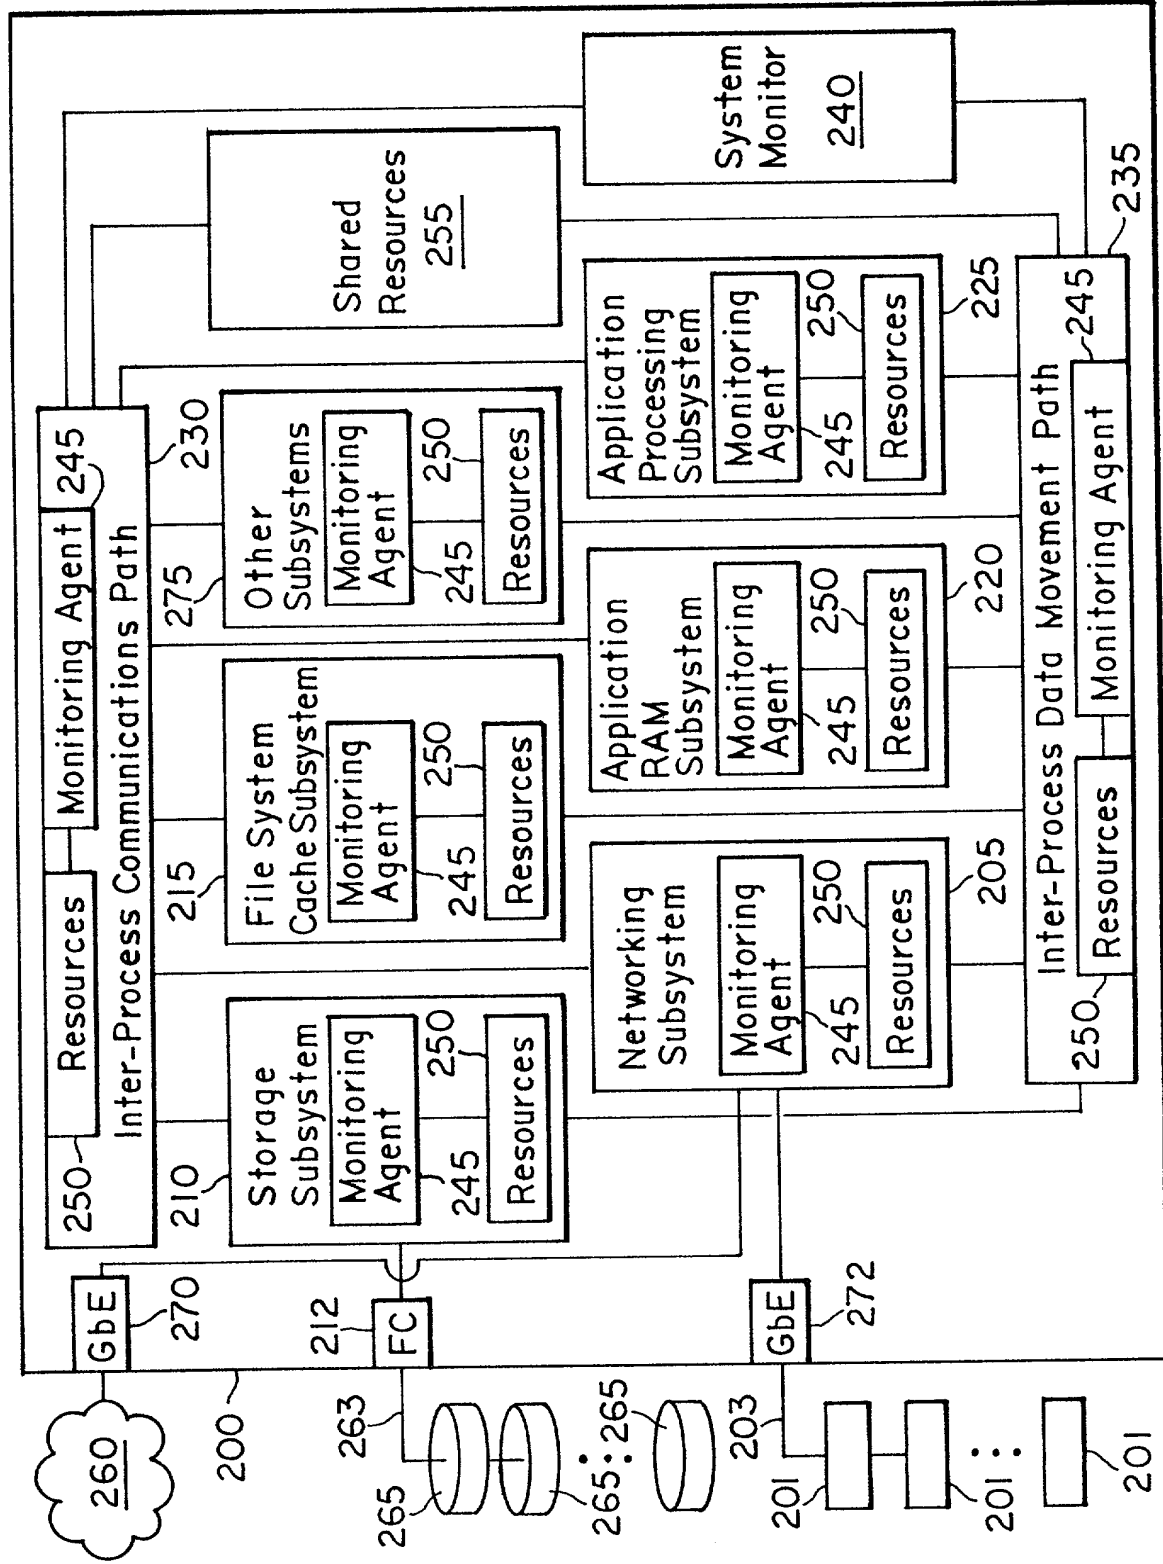 260
GbE
270
200
250
Resources
Monitoring Agent
245
Inter-Process Communications Path
230
210
Storage
Subsystem
Monitoring
Agent
245
250
Resources
215
File System
Cache Subsystem
Monitoring
Agent
245
250
Resources
275
Other
Subsystems
Monitoring
Agent
245
250
Resources
Shared
Resources
255
263
212
FC
265
265
265
Networking
Subsystem
Monitoring
Agent
245
250
Resources
205
Application
RAM Subsystem
Monitoring
Agent
245
250
Resources
220
Application
Processing
Subsystem
Monitoring
Agent
245
250
Resources
225
System
Monitor
240
203
GbE
272
201
201
201
Inter-Process Data Movement Path
250
Resources
Monitoring Agent
245
235